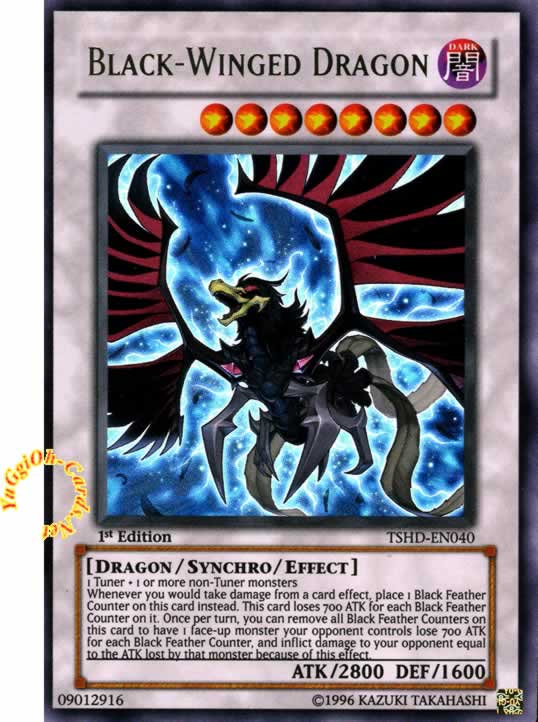 BLACK-WINGED DRAGON
DARK
闇
YuGgiOh-Cards.Net
1st Edition
TSHD-EN040
[DRAGON / SYNCHRO / EFFECT]
1 Tuner + 1 or more non-Tuner monsters
Whenever you would take damage from a card effect, place 1 Black Feather
Counter on this card instead. This card loses 700 ATK for each Black Feather
Counter on it. Once per turn, you can remove all Black Feather Counters on
this card to have 1 face-up monster your opponent controls lose 700 ATK
for each Black Feather Counter, and inflict damage to your opponent equal
to the ATK lost by that monster because of this effect.
ATK/2800 DEF/1600
09012916
©1996 KAZUKI TAKAHASHI